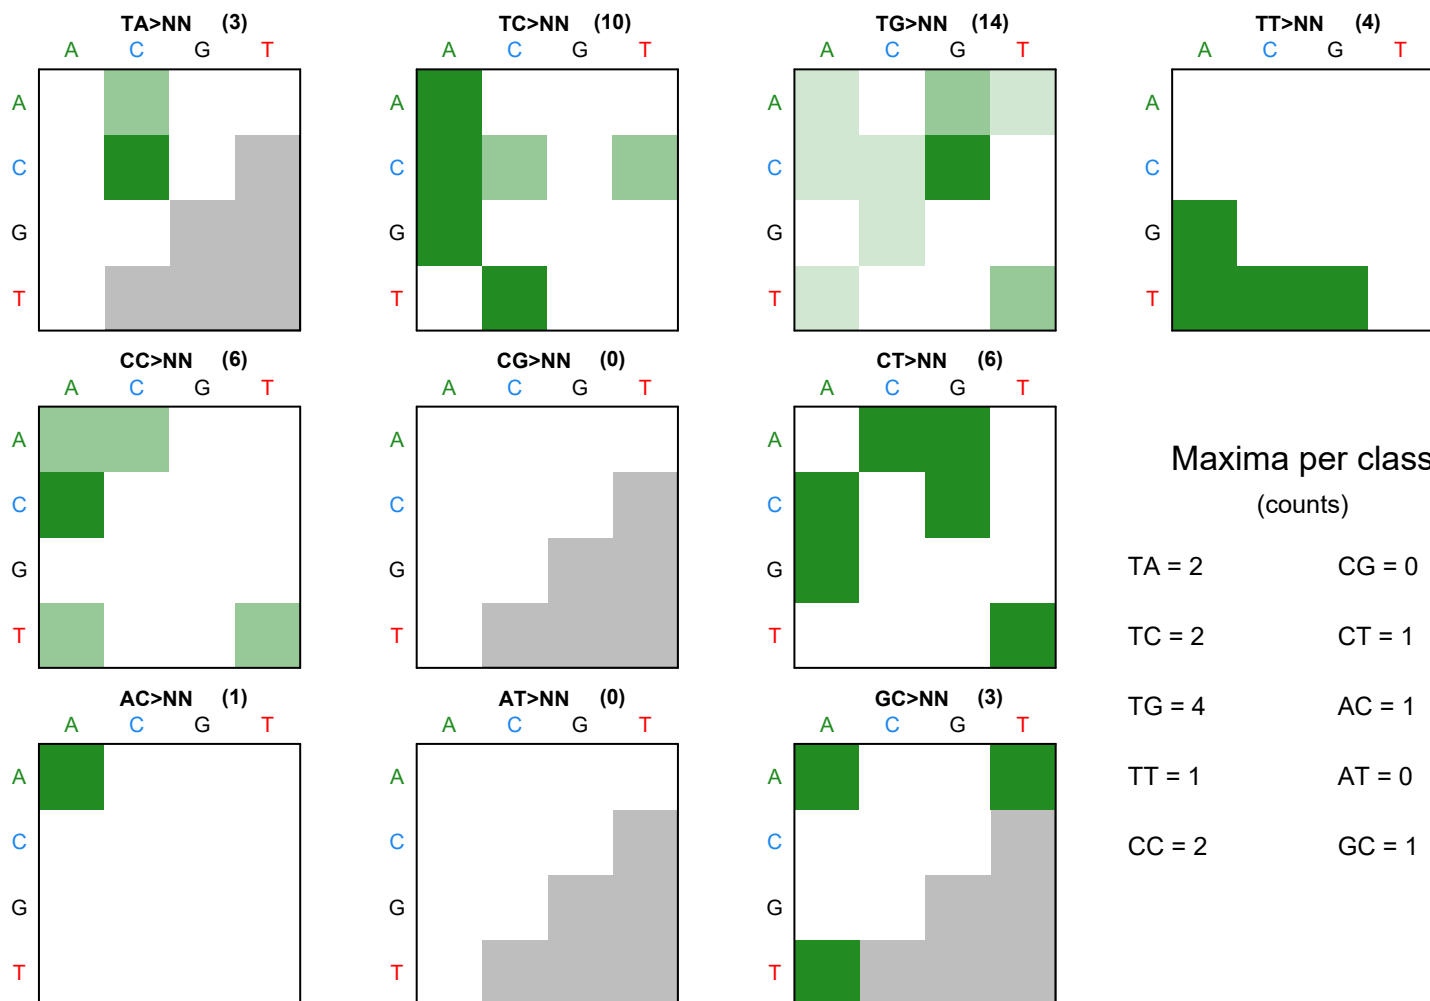 TA>NN (3) TC>NN (10) TG>NN (14) TT>NN (4)
A C G T A C G T A C G T A C G T
A A A A
C C C C
G G G G
T T T T
CC>NN (6) CG>NN (0) CT>NN (6)
A C G T A C G T A C G T
A A A
Maxima per class
C C C
(counts)
G G G
TA = 2 CG = 0
T T T
TC = 2 CT = 1
AC>NN (1) AT>NN (0) GC>NN (3)
TG = 4 AC = 1
A C G T A C G T A C G T
A A A
TT = 1 AT = 0
C C C
CC = 2 GC = 1
G G G
T T T